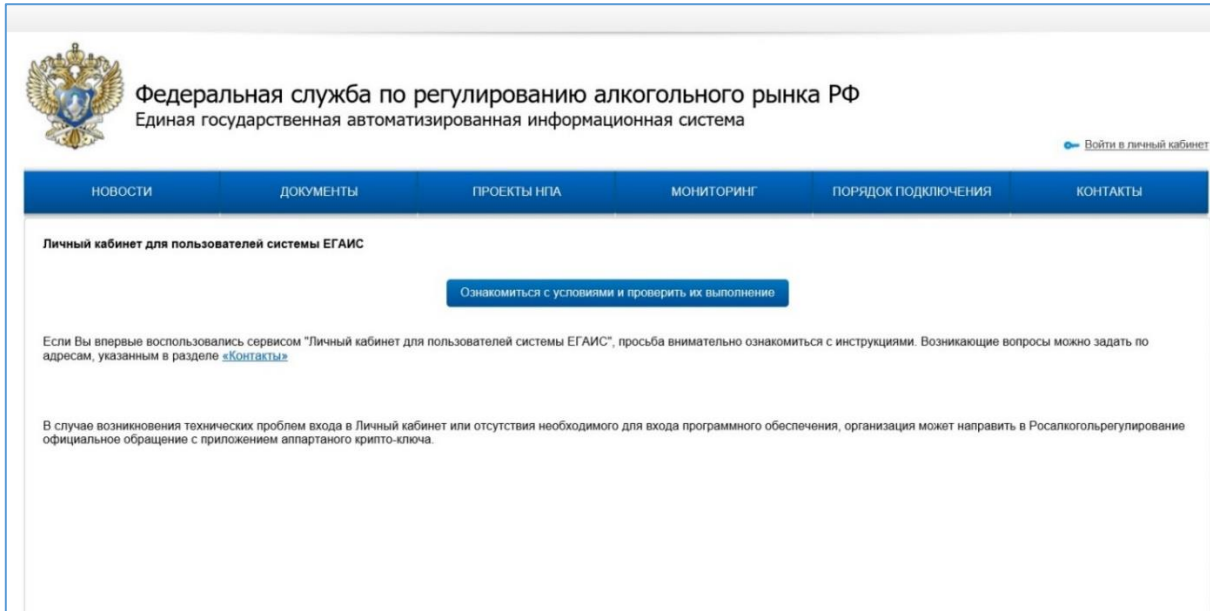 Федеральная служба по регулированию алкогольного рынка РФ
Единая государственная автоматизированная информационная система
Войти в личный кабинет
НОВОСТИ
ДОКУМЕНТЫ
ПРОЕКТЫ НПА
МОНИТОРИНГ
ПОРЯДОК ПОДКЛЮЧЕНИЯ
КОНТАКТЫ
Личный кабинет для пользователей системы ЕГАИС
Ознакомиться с условиями и проверить их выполнение
Если Вы впервые воспользовались сервисом "Личный кабинет для пользователей системы ЕГАИС", просьба внимательно ознакомиться с инструкциями. Возникающие вопросы можно задать по
адресам, указанным в разделе «Контакты»
В случае возникновения технических проблем входа в Личный кабинет или отсутствия необходимого для входа программного обеспечения, организация может направить в Росалкогольрегулирование
официальное обращение с приложением аппартаного крипто-ключа.